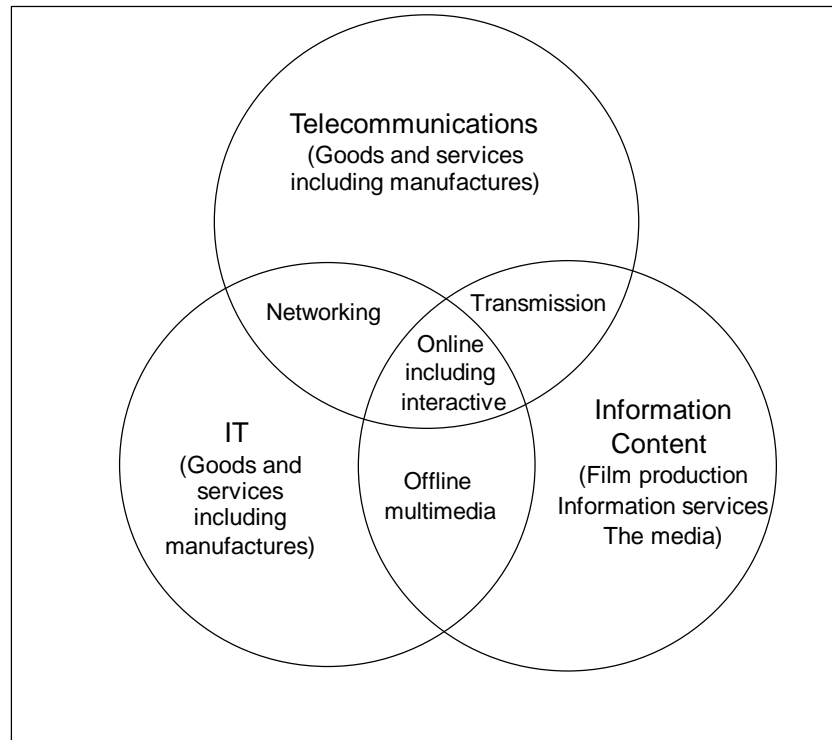 Telecommunications
(Goods and services
including manufactures)
Networking
Transmission
Online
including
interactive
IT
(Goods and
services
including
manufactures)
Offline
multimedia
Information
Content
(Film production
Information services
The media)